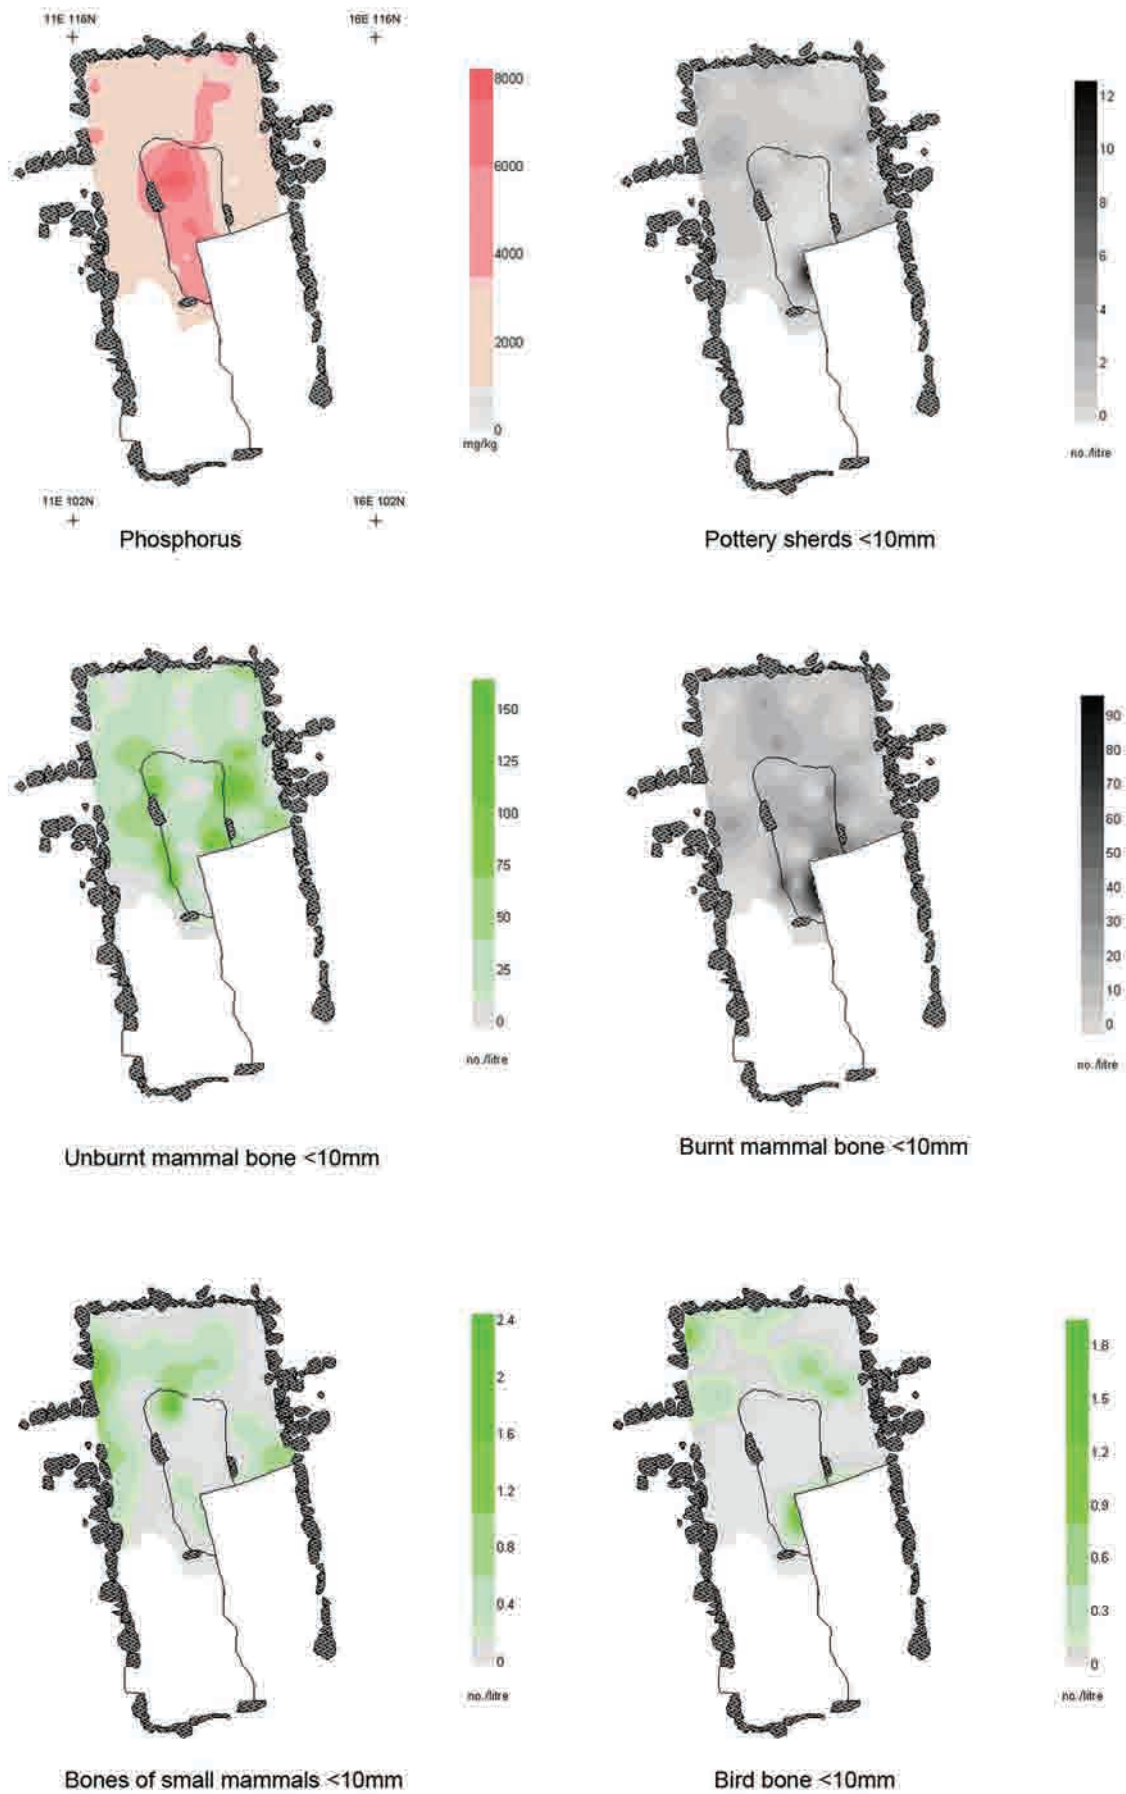 11E 116N
16E 116N
8000
6000
4000
2000
0
mg/kg
11E 102N
16E 102N
Phosphorus
12
10
8
6
4
2
0
no./litre
Pottery sherds <10mm
150
125
100
75
50
25
0
no./litre
Unburnt mammal bone <10mm
90
80
70
60
50
40
30
20
10
0
no./litre
Burnt mammal bone <10mm
2.4
2
1.6
1.2
0.8
0.4
0
no./litre
Bones of small mammals <10mm
1.8
1.5
1.2
0.9
0.6
0.3
0
no./litre
Bird bone <10mm